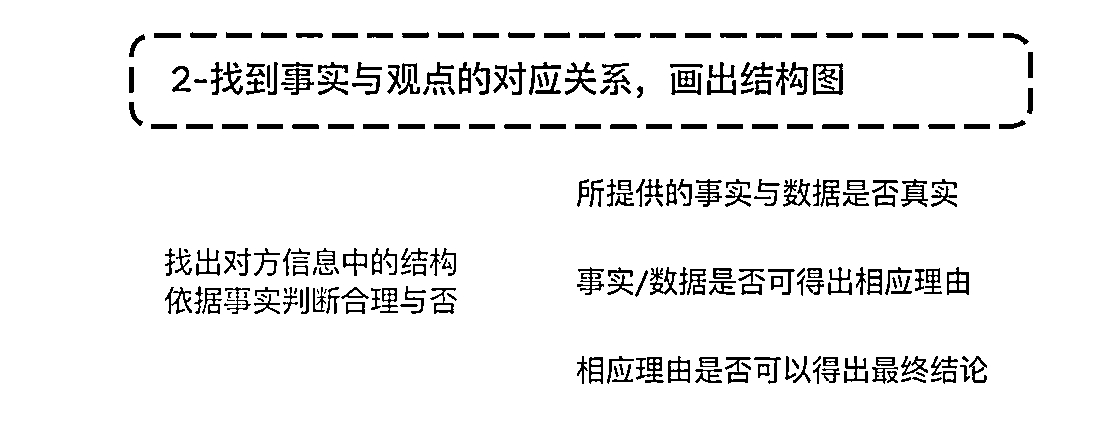 2-找到事实与观点的对应关系，画出结构图
所提供的事实与数据是否真实
找出对方信息中的结构
依据事实判断合理与否
事实/数据是否可得出相应理由
相应理由是否可以得出最终结论